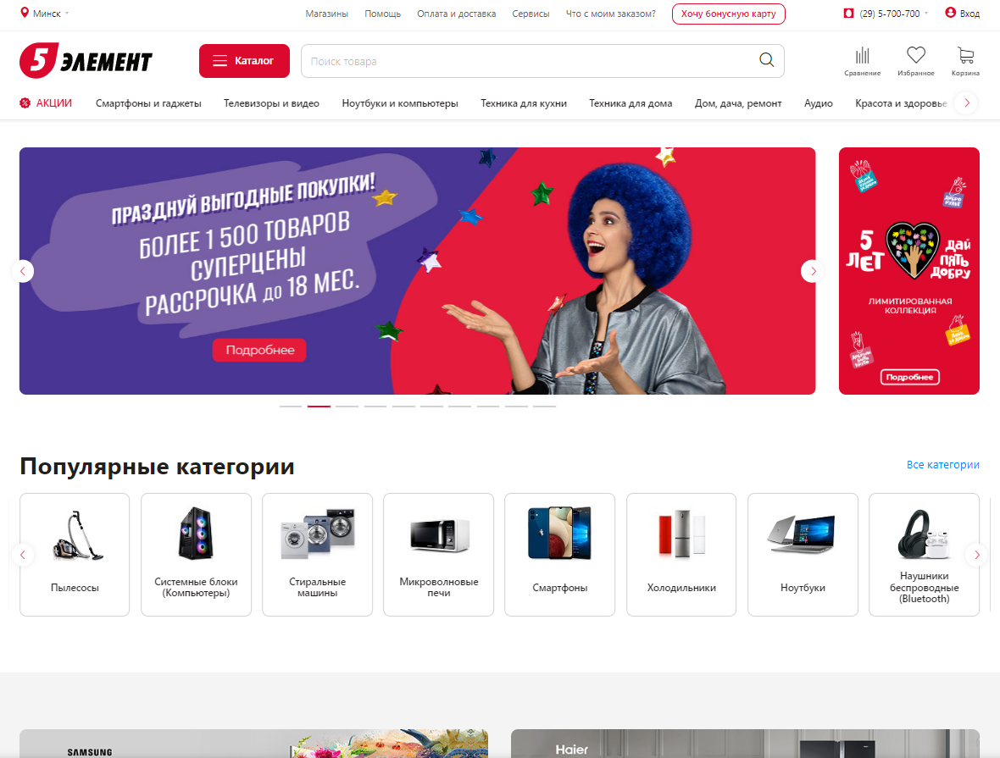 Минск
Магазины
Помощь
Оплата и доставка
Сервисы
Что с моим заказом?
Хочу бонусную карту
(29) 5-700-700
Вход
5 ЭЛЕМЕНТ
Каталог
Поиск товара
Сравнение
Избранное
Корзина
АКЦИИ
Смартфоны и гаджеты
Телевизоры и видео
Ноутбуки и компьютеры
Техника для кухни
Техника для дома
Дом, дача, ремонт
Аудио
Красота и здоровье
ПРАЗДНУЙ ВЫГОДНЫЕ ПОКУПКИ!
БОЛЕЕ 1 500 ТОВАРОВ
СУПЕРЦЕНЫ
РАССРОЧКА ДО 18 МЕС.
Подробнее
5
ЛЕТ
ДАЙ
ПЯТЬ
ДОБРУ
ЛИМИТИРОВАННАЯ
КОЛЛЕКЦИЯ
Подробнее
Популярные категории
Все категории
Пылесосы
Системные блоки
(Компьютеры)
Стиральные
машины
Микроволновые
печи
Смартфоны
Холодильники
Ноутбуки
Наушники
беспроводные
(Bluetooth)
SAMSUNG
Haier